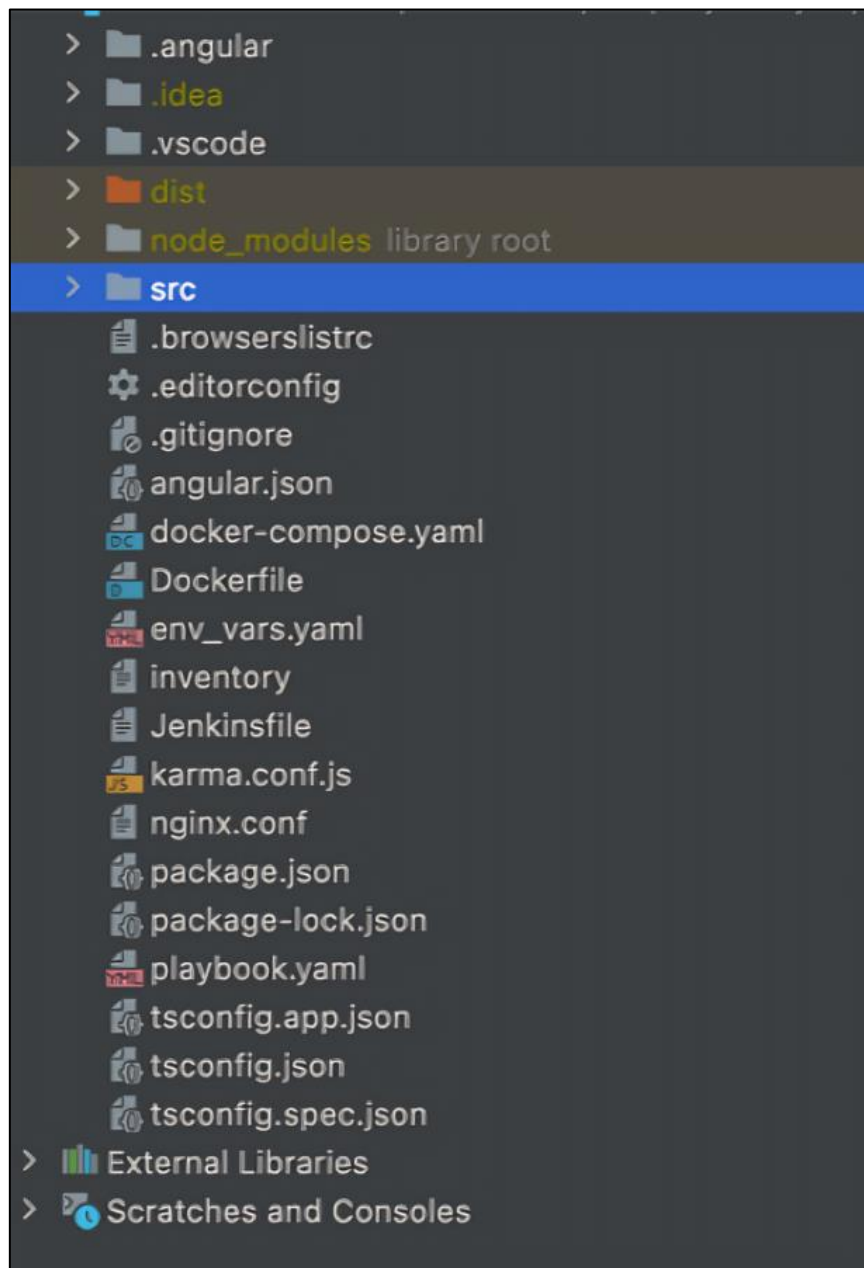 .angular
.idea
.vscode
dist
node_modules library root
src
.browserslistrc
.editorconfig
.gitignore
angular.json
docker-compose.yaml
Dockerfile
env_vars.yaml
inventory
Jenkinsfile
karma.conf.js
nginx.conf
package.json
package-lock.json
playbook.yaml
tsconfig.app.json
tsconfig.json
tsconfig.spec.json
External Libraries
Scratches and Consoles